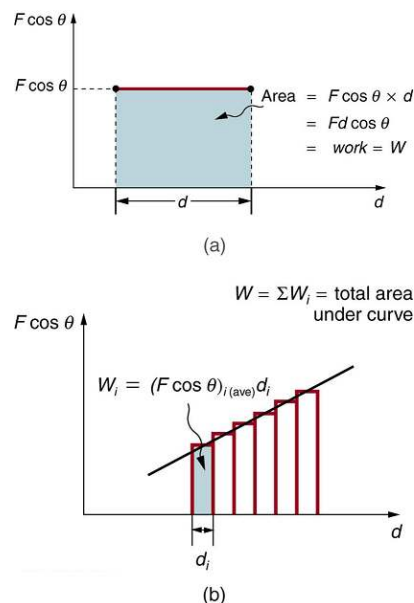 F cos θ
F cos θ
Area = F cos θ × d
= Fd cos θ
= work = W
d
d
(a)
W = ΣWᵢ = total area
under curve
F cos θ
Wᵢ = (F cos θ)ᵢ₍ₐᵥₑ₎dᵢ
dᵢ
d
(b)